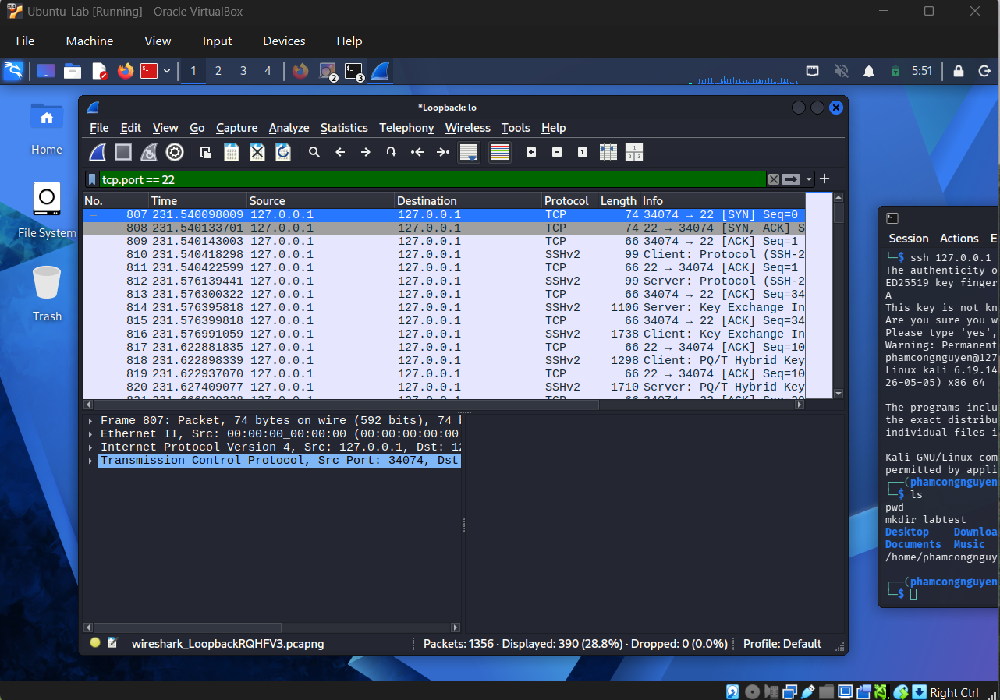 Ubuntu-Lab [Running] - Oracle VirtualBox
File Machine View Input Devices Help
1 2 3 4 2 3 5:51
Home
File System
Trash
*Loopback: lo
File Edit View Go Capture Analyze Statistics Telephony Wireless Tools Help
tcp.port == 22
No. Time Source Destination Protocol Length Info
807 231.540098009 127.0.0.1 127.0.0.1 TCP 74 34074 → 22 [SYN] Seq=0
808 231.540133701 127.0.0.1 127.0.0.1 TCP 74 22 → 34074 [SYN, ACK] S
809 231.540143003 127.0.0.1 127.0.0.1 TCP 66 34074 → 22 [ACK] Seq=1
810 231.540418298 127.0.0.1 127.0.0.1 SSHv2 99 Client: Protocol (SSH-2
811 231.540422599 127.0.0.1 127.0.0.1 TCP 66 22 → 34074 [ACK] Seq=1
812 231.576139441 127.0.0.1 127.0.0.1 SSHv2 99 Server: Protocol (SSH-2
813 231.576300322 127.0.0.1 127.0.0.1 TCP 66 34074 → 22 [ACK] Seq=34
814 231.576395818 127.0.0.1 127.0.0.1 SSHv2 1106 Server: Key Exchange In
815 231.576399818 127.0.0.1 127.0.0.1 TCP 66 34074 → 22 [ACK] Seq=34
816 231.576991059 127.0.0.1 127.0.0.1 SSHv2 1738 Client: Key Exchange In
817 231.622881835 127.0.0.1 127.0.0.1 TCP 66 22 → 34074 [ACK] Seq=10
818 231.622898339 127.0.0.1 127.0.0.1 SSHv2 1298 Client: PQ/T Hybrid Key
819 231.622937070 127.0.0.1 127.0.0.1 TCP 66 22 → 34074 [ACK] Seq=10
820 231.627409077 127.0.0.1 127.0.0.1 SSHv2 1710 Server: PQ/T Hybrid Key
Frame 807: Packet, 74 bytes on wire (592 bits), 74 b
Ethernet II, Src: 00:00:00_00:00:00 (00:00:00:00:00
Internet Protocol Version 4, Src: 127.0.0.1, Dst: 12
Transmission Control Protocol, Src Port: 34074, Dst
wireshark_LoopbackRQHFV3.pcapng Packets: 1356 · Displayed: 390 (28.8%) · Dropped: 0 (0.0%) Profile: Default
Session Actions E
└─$ ssh 127.0.0.1
The authenticity o
ED25519 key finger
A
This key is not kn
Are you sure you w
Please type 'yes',
Warning: Permanent
phamcongnguyen@127
Linux kali 6.19.14
26-05-05) x86_64
The programs inclu
the exact distribu
individual files i
Kali GNU/Linux com
permitted by appli
┌──(phamcongnguyen
└─$ ls
pwd
mkdir labtest
Desktop Downloa
Documents Music
/home/phamcongnguy
┌──(phamcongnguyen
└─$
Right Ctrl